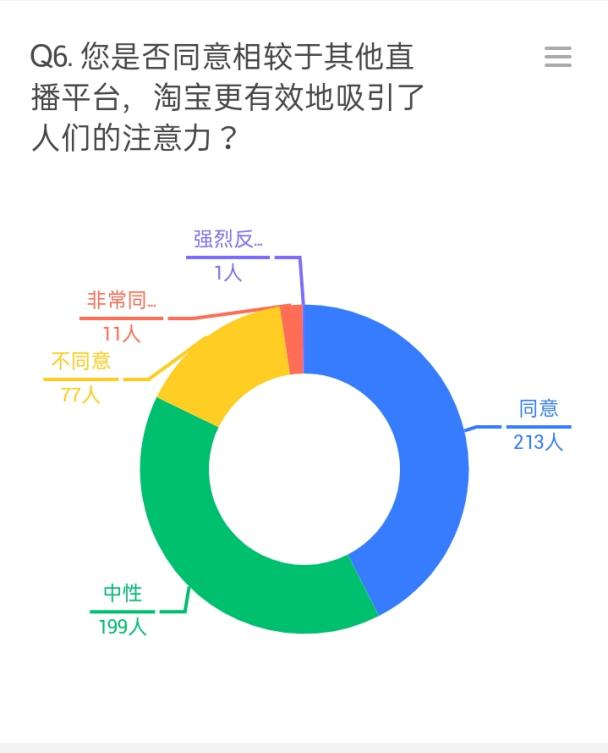 Q6. 您是否同意相较于其他直
播平台，淘宝更有效地吸引了
人们的注意力？
强烈反...
1人
非常同...
11人
不同意
77人
同意
213人
中性
199人